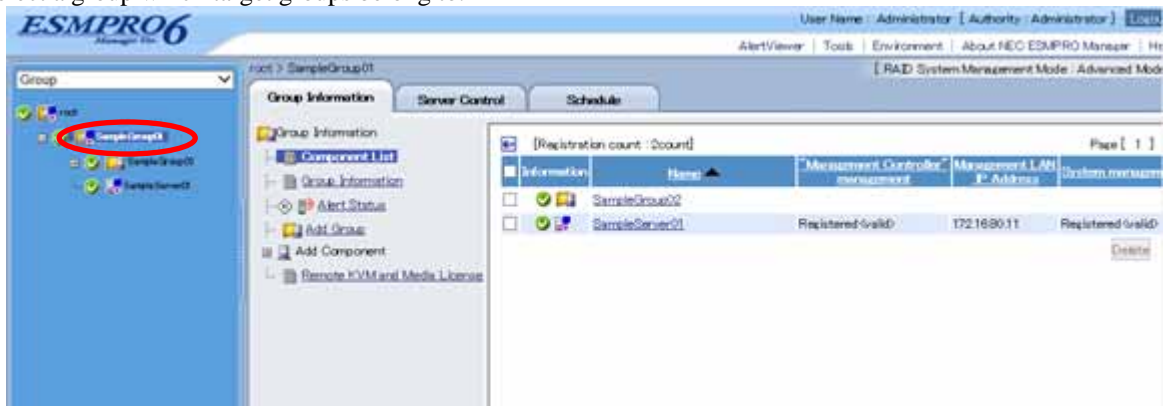 ESMPRO6
User Name : Administrator [ Authority : Administrator ]
AlertViewer | Tools | Environment | About NEC ESMPRO Manager |
Group
root > SampleGroup01
[ RAID System Management Mode : Advanced Mode
Group Information
Server Control
Schedule
root
SampleGroup01
SampleGroup02
SampleServer01
Group Information
Component List
Group Information
Alert Status
Add Group
Add Component
Remote KVM and Media License
[Registration count : 2count]
Page [ 1 ]
Information
Name
"Management Controller" management
Management LAN IP Address
System managem
SampleGroup02
SampleServer01
Registered (valid)
172.16.80.11
Registered (valid)
Delete